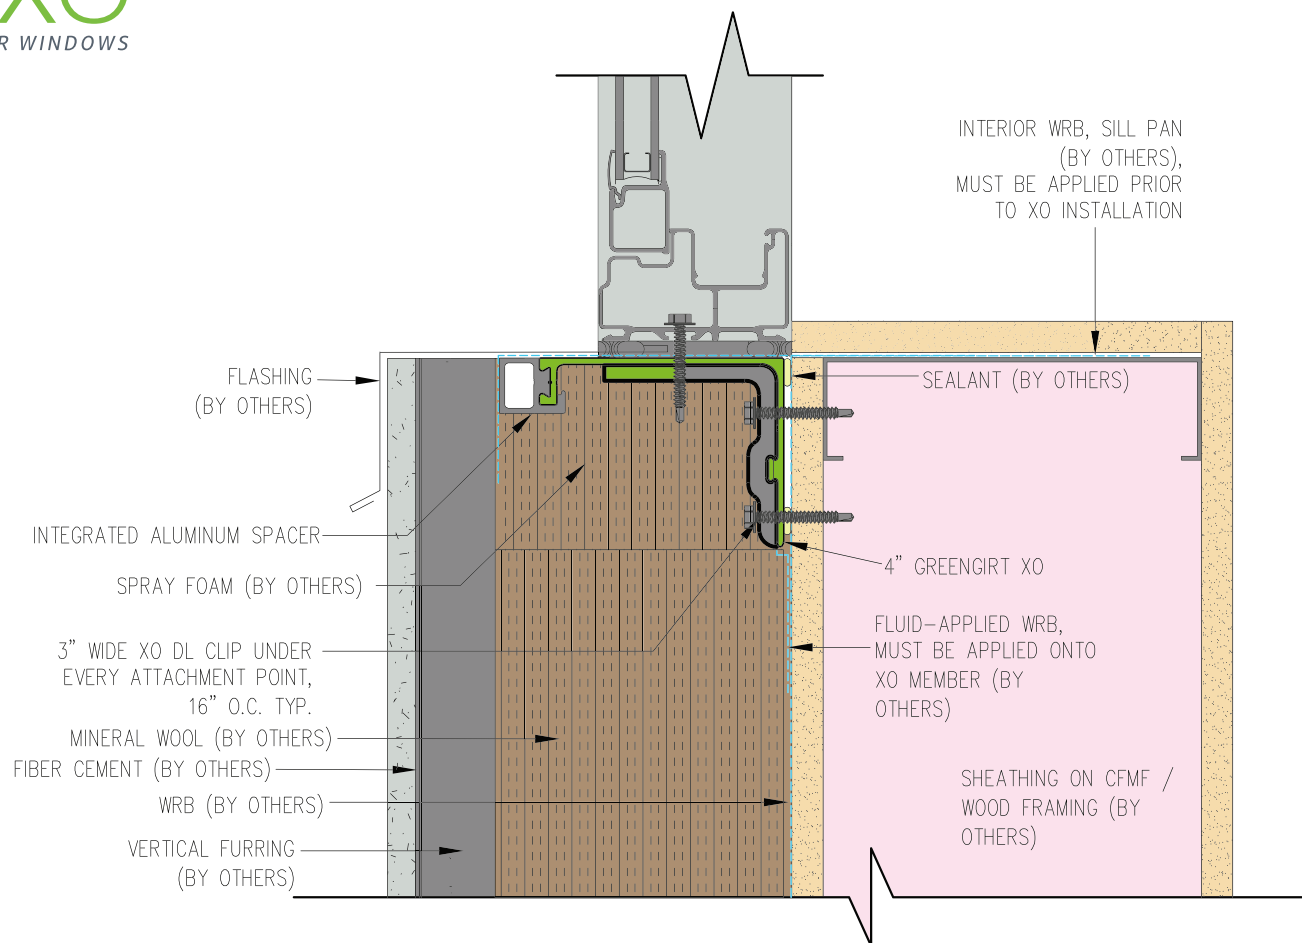 XO
R WINDOWS
INTERIOR WRB, SILL PAN
(BY OTHERS),
MUST BE APPLIED PRIOR
TO XO INSTALLATION
FLASHING
(BY OTHERS)
SEALANT (BY OTHERS)
INTEGRATED ALUMINUM SPACER
SPRAY FOAM (BY OTHERS)
4” GREENGIRT XO
3” WIDE XO DL CLIP UNDER
EVERY ATTACHMENT POINT,
16” O.C. TYP.
FLUID-APPLIED WRB,
MUST BE APPLIED ONTO
XO MEMBER (BY
OTHERS)
MINERAL WOOL (BY OTHERS)
FIBER CEMENT (BY OTHERS)
WRB (BY OTHERS)
VERTICAL FURRING
(BY OTHERS)
SHEATHING ON CFMF /
WOOD FRAMING (BY
OTHERS)